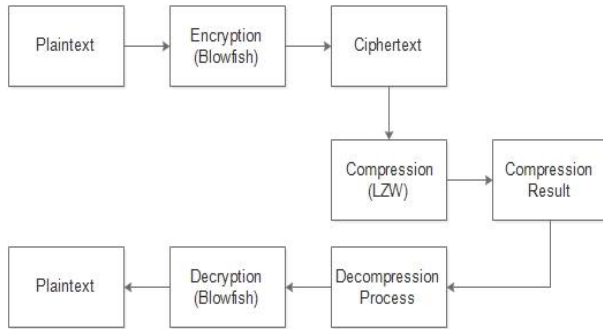 Plaintext
Encryption
(Blowfish)
Ciphertext
Compression
(LZW)
Compression
Result
Plaintext
Decryption
(Blowfish)
Decompression
Process